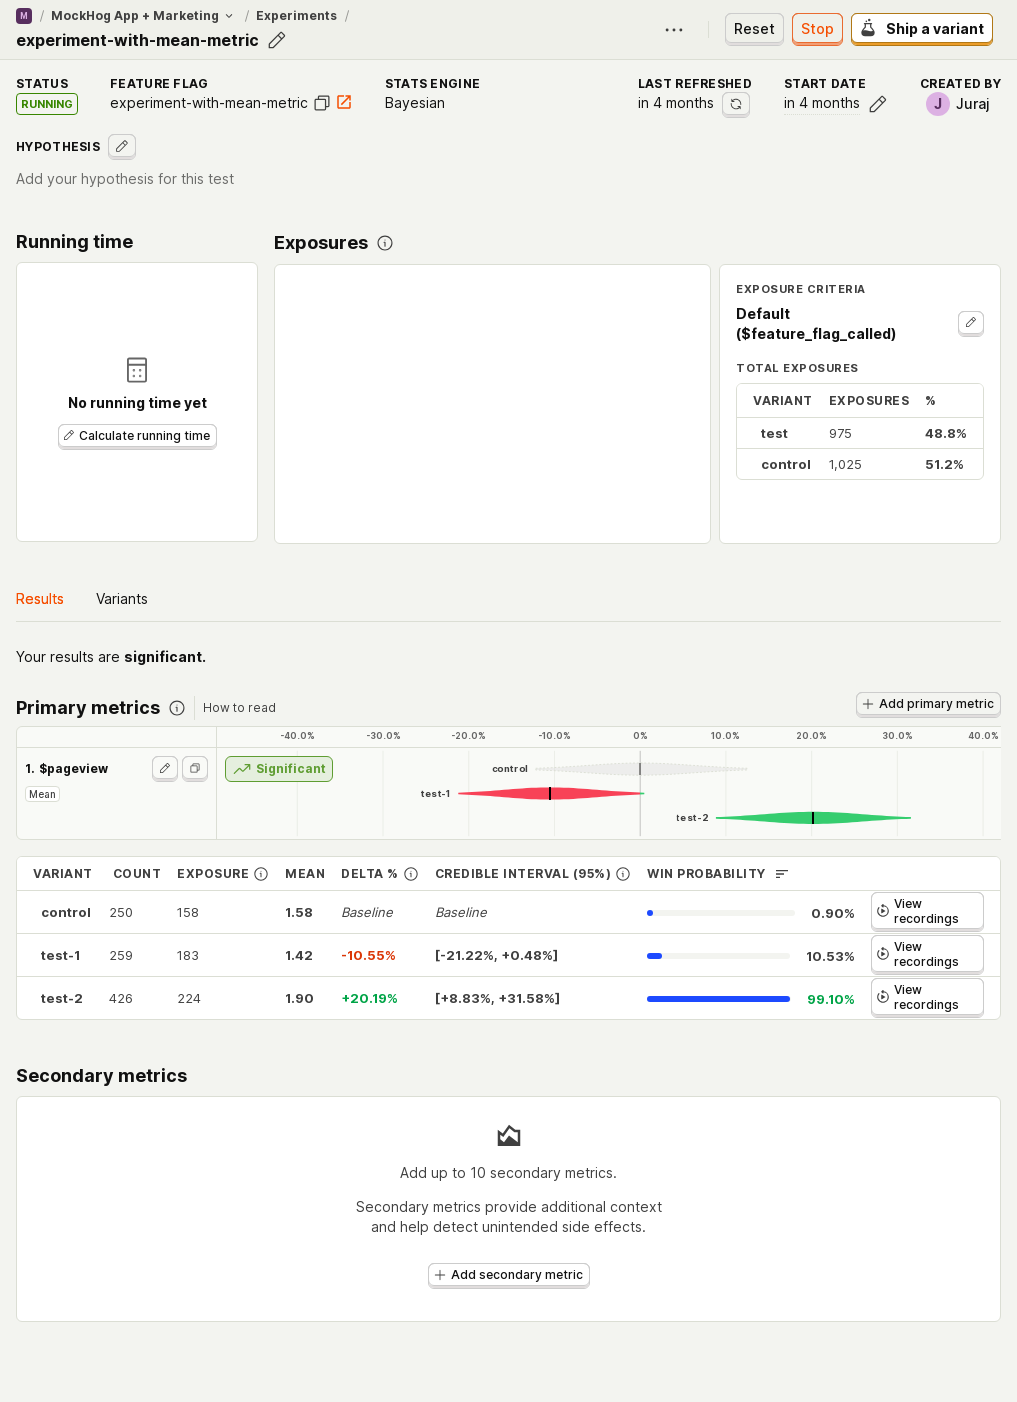 M / MockHog App + Marketing / Experiments /
experiment-with-mean-metric
Reset
Stop
Ship a variant
STATUS
RUNNING
FEATURE FLAG
experiment-with-mean-metric
STATS ENGINE
Bayesian
LAST REFRESHED
in 4 months
START DATE
in 4 months
CREATED BY
J Juraj
HYPOTHESIS
Add your hypothesis for this test
Running time
No running time yet
Calculate running time
Exposures
EXPOSURE CRITERIA
Default
($feature_flag_called)
TOTAL EXPOSURES
VARIANT EXPOSURES %
test 975 48.8%
control 1,025 51.2%
Results
Variants
Your results are significant.
Primary metrics
How to read
Add primary metric
-40.0% -30.0% -20.0% -10.0% 0% 10.0% 20.0% 30.0% 40.0%
1. $pageview
Mean
Significant
control
test-1
test-2
VARIANT COUNT EXPOSURE MEAN DELTA % CREDIBLE INTERVAL (95%) WIN PROBABILITY
control 250 158 1.58 Baseline Baseline 0.90%
View
recordings
test-1 259 183 1.42 -10.55% [-21.22%, +0.48%] 10.53%
View
recordings
test-2 426 224 1.90 +20.19% [+8.83%, +31.58%] 99.10%
View
recordings
Secondary metrics
Add up to 10 secondary metrics.
Secondary metrics provide additional context
and help detect unintended side effects.
Add secondary metric